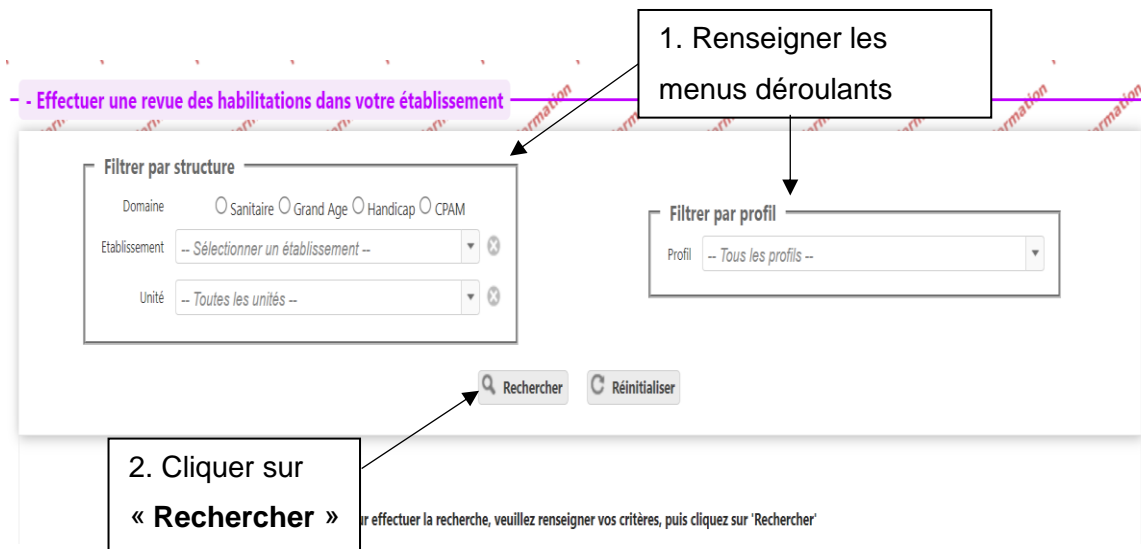 1. Renseigner les
menus déroulants
- Effectuer une revue des habilitations dans votre établissement
Filtrer par structure
Domaine Sanitaire Grand Age Handicap CPAM
Etablissement -- Sélectionner un établissement --
Unité -- Toutes les unités --
Filtrer par profil
Profil -- Tous les profils --
Rechercher Réinitialiser
2. Cliquer sur
« Rechercher »
effectuer la recherche, veuillez renseigner vos critères, puis cliquez sur 'Rechercher'